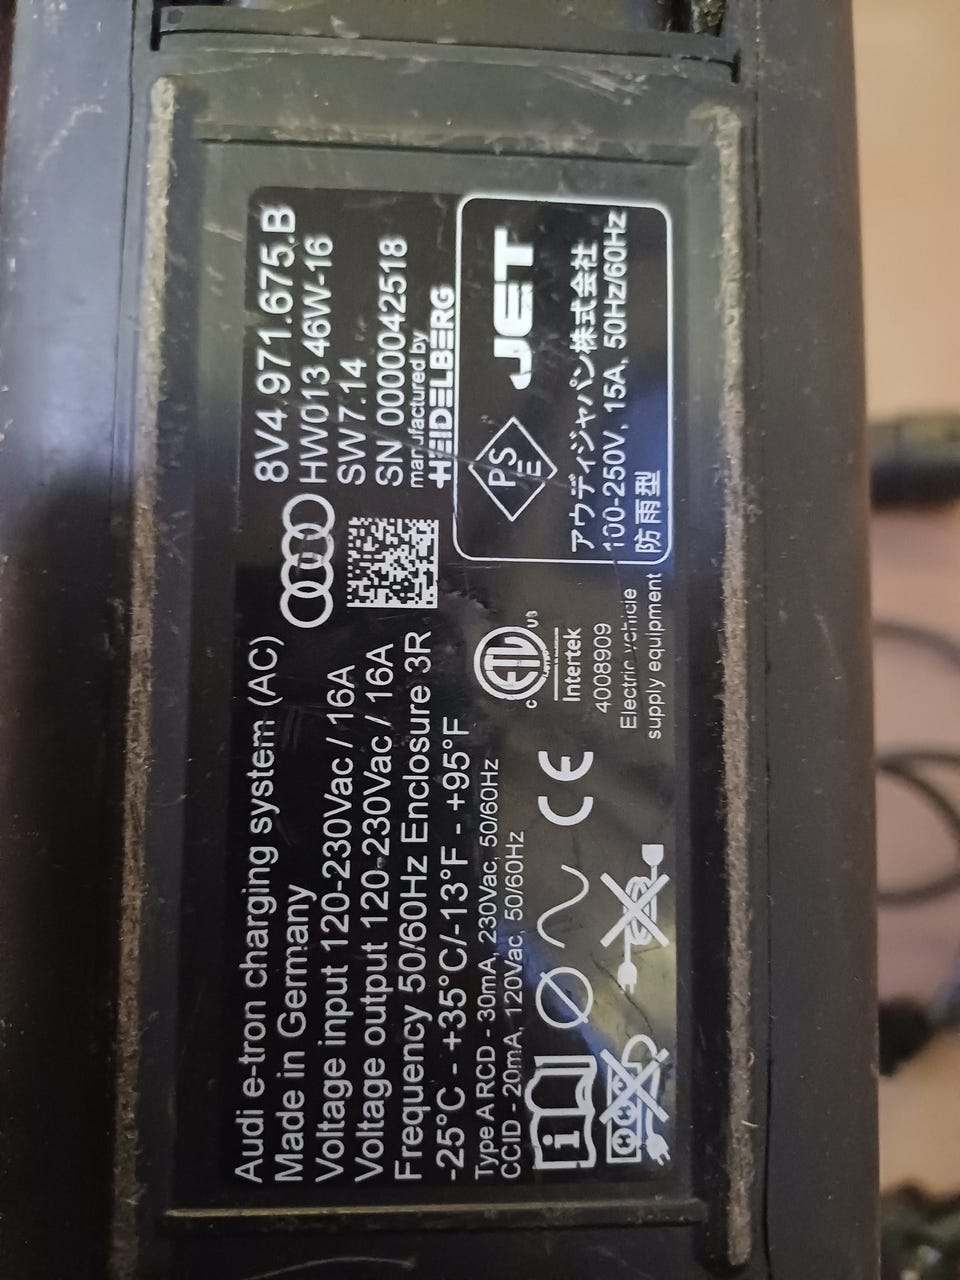 Audi e-tron charging system (AC)
Made in Germany
Voltage input 120-230Vac / 16A
Voltage output 120-230Vac / 16A
Frequency 50/60Hz Enclosure 3R
-25°C - +35°C/-13°F - +95°F
Type A RCD - 30mA, 230Vac, 50/60Hz
CCID - 20mA, 120Vac, 50/60Hz
i
CE
c ETL us
Intertek
4008909
Electric vehicle
supply equipment
8V4.971.675.B
HW013 46W-16
SW7.14
SN 0000042518
manufactured by
HEIDELBERG
PSE JET
アウディジャパン株式会社
100-250V, 15A, 50Hz/60Hz
防雨型